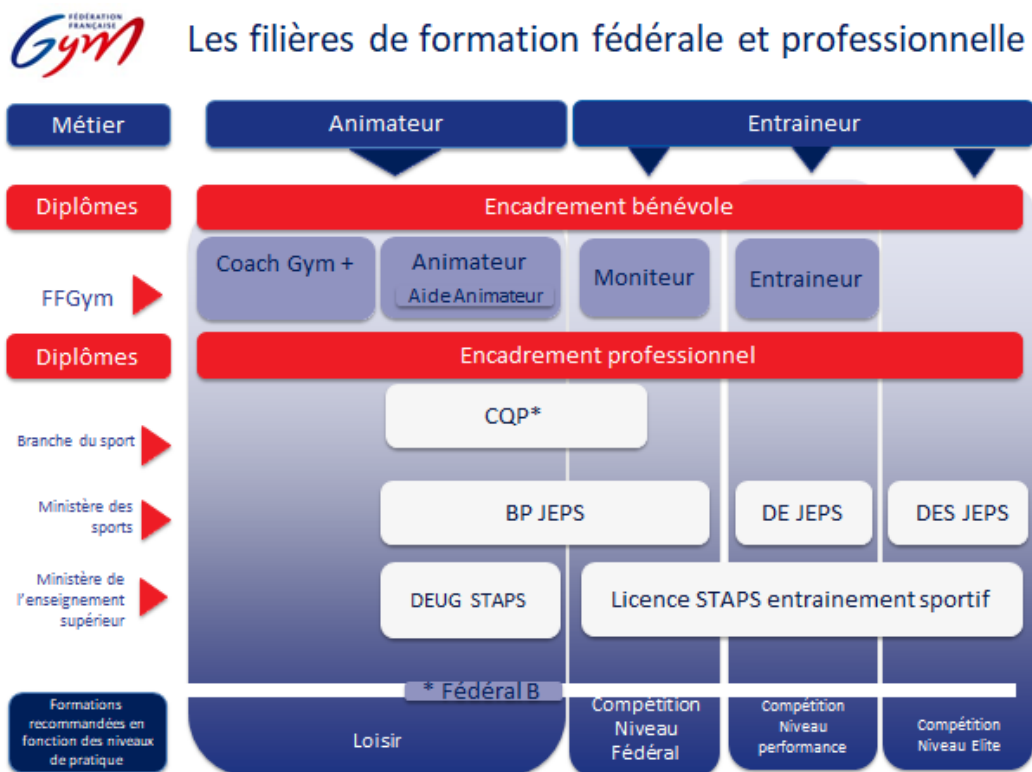 FÉDÉRATION
FRANÇAISE
Gym
Les filières de formation fédérale et professionnelle
Métier
Animateur
Entraineur
Diplômes
Encadrement bénévole
FFGym
Coach Gym +
Animateur
Aide Animateur
Moniteur
Entraineur
Diplômes
Encadrement professionnel
Branche du sport
CQP*
Ministère des
sports
BP JEPS
DE JEPS
DES JEPS
Ministère de
l'enseignement
supérieur
DEUG STAPS
Licence STAPS entrainement sportif
* Fédéral B
Formations
recommandées en
fonction des niveaux
de pratique
Loisir
Compétition
Niveau
Fédéral
Compétition
Niveau
performance
Compétition
Niveau Elite